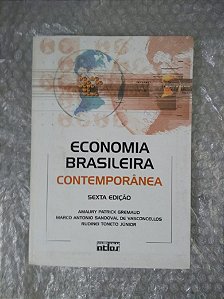 ECONOMIA
BRASILEIRA
CONTEMPORÂNEA
SEXTA EDIÇÃO
AMAURY PATRICK GREMAUD
MARCO ANTONIO SANDOVAL DE VASCONCELLOS
RUDINEI TONETO JÚNIOR
atlas